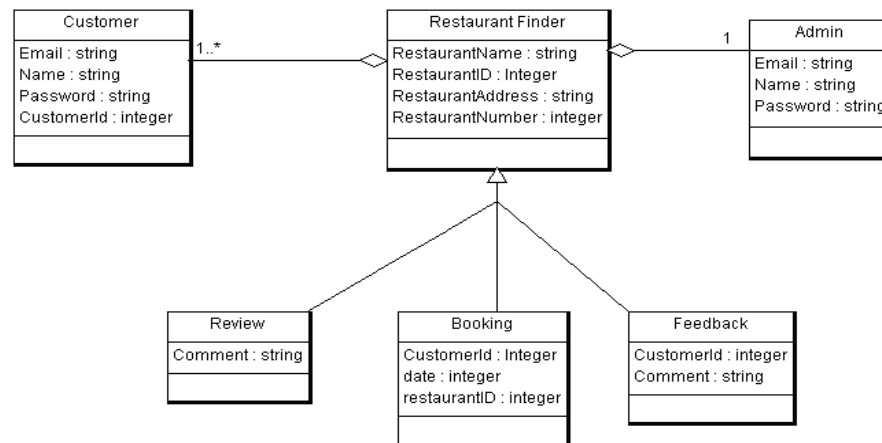 Customer
Email : string
Name : string
Password : string
CustomerId : integer
1..*
Restaurant Finder
RestaurantName : string
RestaurantID : Integer
RestaurantAddress : string
RestaurantNumber : integer
1
Admin
Email : string
Name : string
Password : string
Review
Comment : string
Booking
CustomerId : Integer
date : integer
restaurantID : integer
Feedback
CustomerId : integer
Comment : string